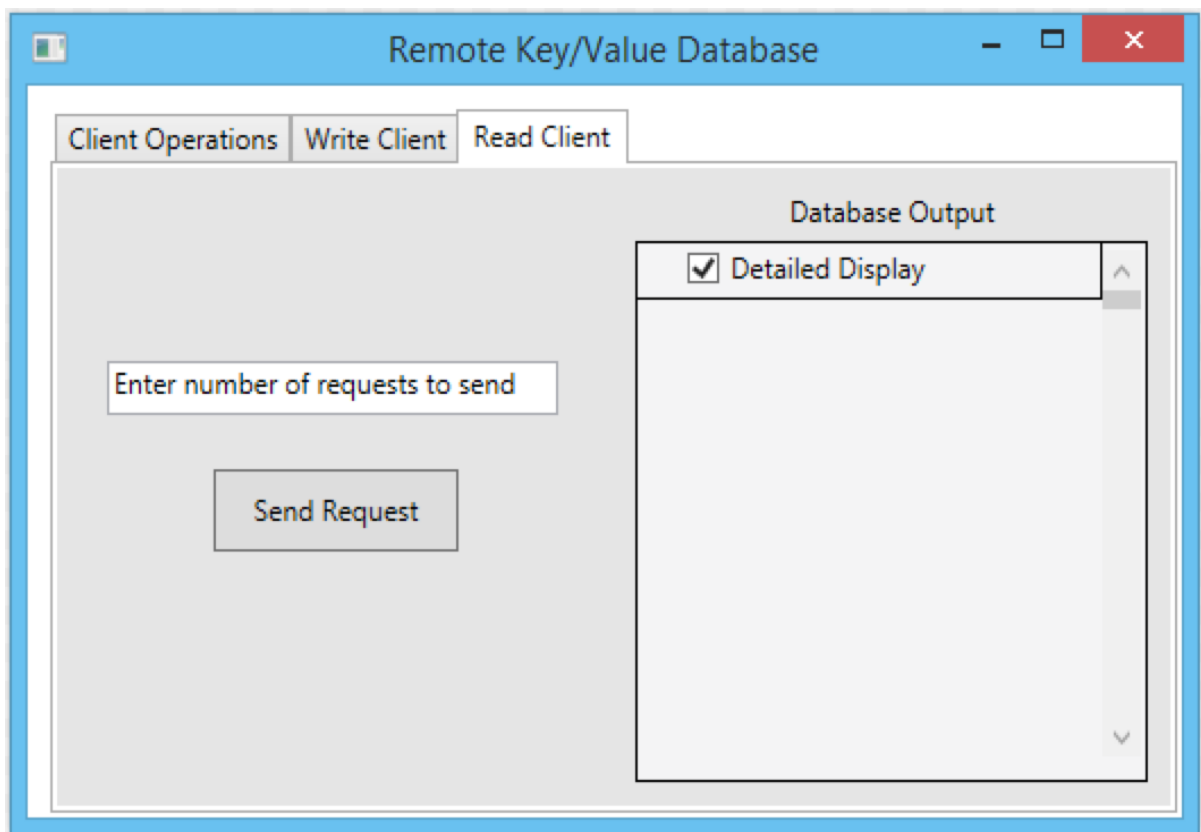 Remote Key/Value Database
Client Operations
Write Client
Read Client
Database Output
Detailed Display
Enter number of requests to send
Send Request